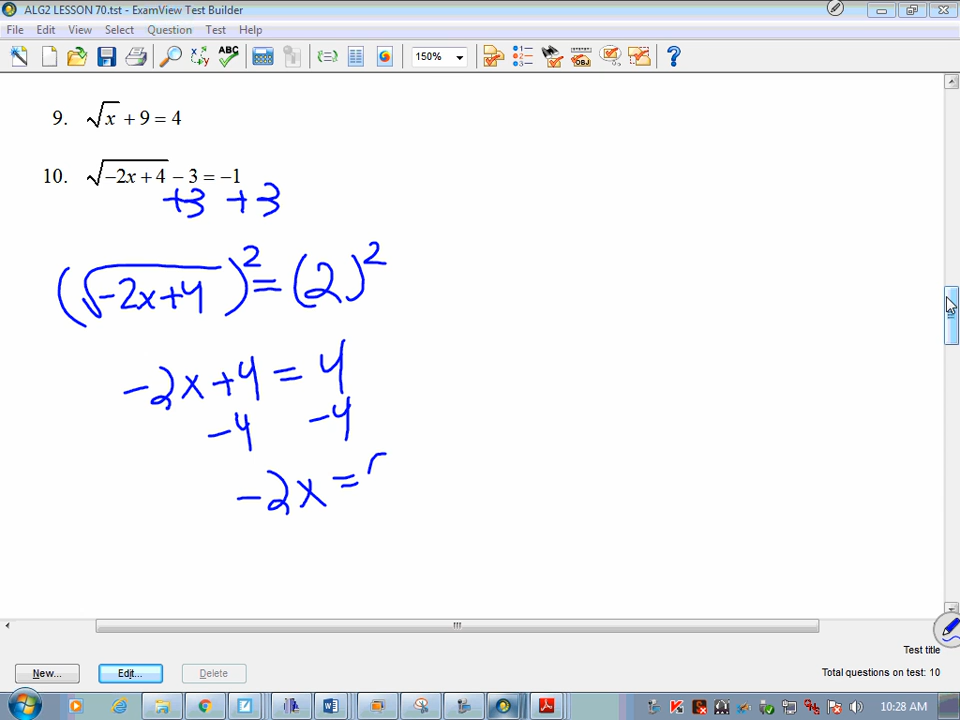 ALG2 LESSON 70.tst - ExamView Test Builder
File Edit View Select Question Test Help
ABC 150% OBJ ?
9. √x + 9 = 4
10. √−2x + 4 − 3 = −1
+3 +3
(√-2x+4)² = (2)²
-2x+4 = 4
-4 -4
-2x =
Test title
New... Edit... Delete
Total questions on test: 10
10:28 AM